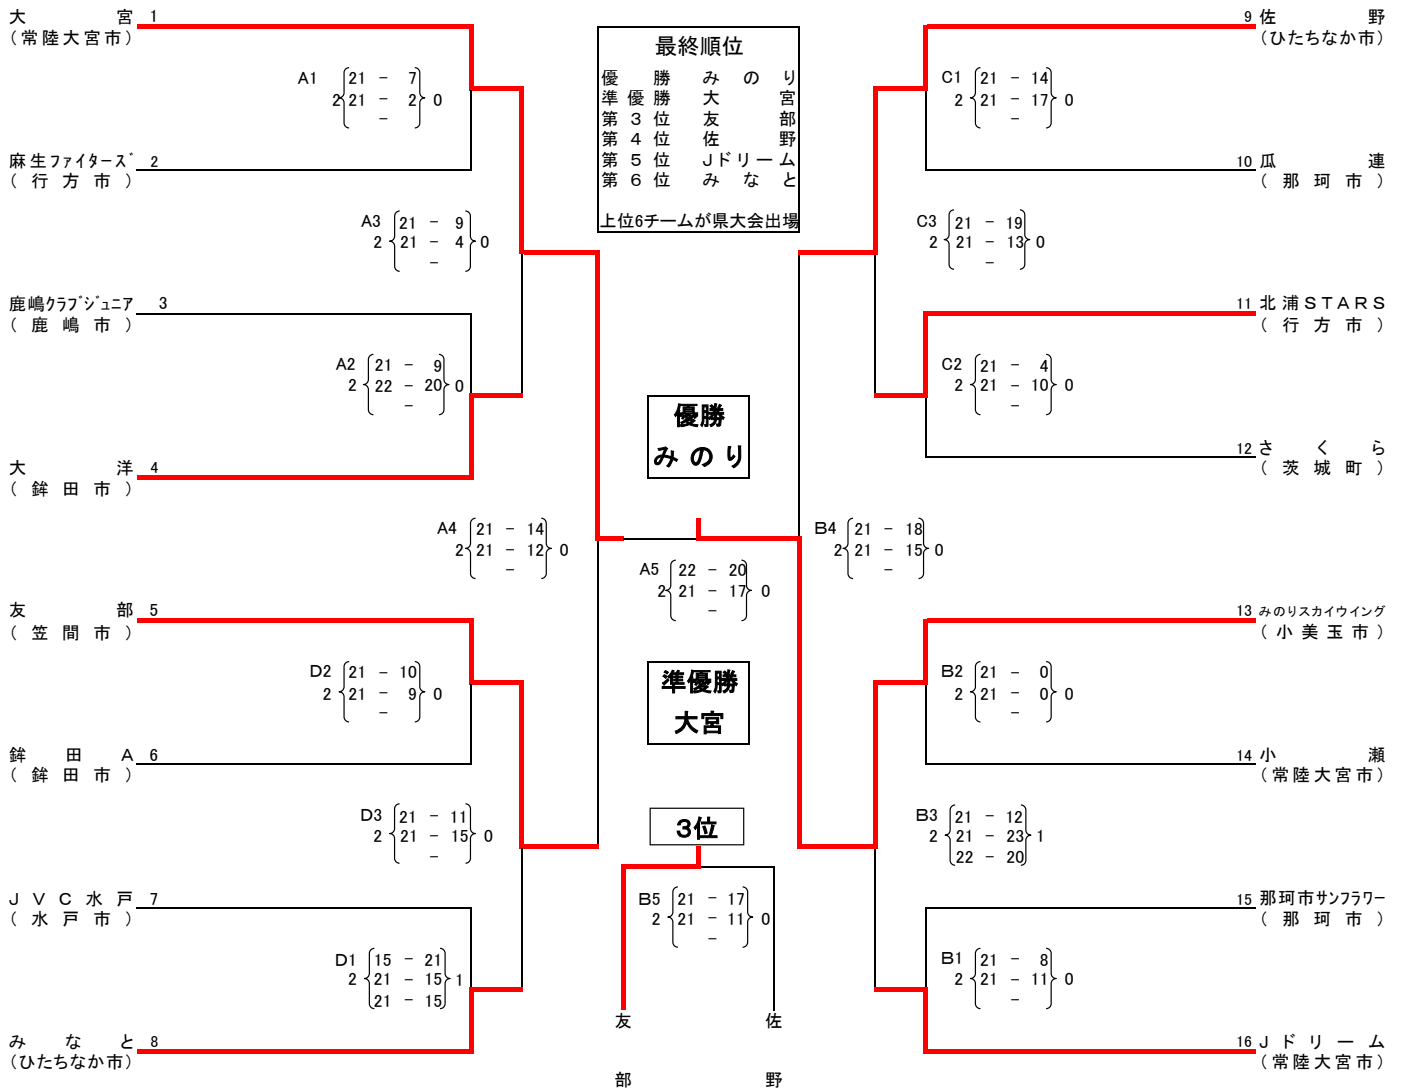 大宮 1
(常陸大宮市)
A1
21 － 7
2 21 － 2 0
－
麻生ファイターズ 2
(行方市)
A3
21 － 9
2 21 － 4 0
－
鹿嶋クラブジュニア 3
(鹿嶋市)
A2
21 － 9
2 22 － 20 0
－
大洋 4
(鉾田市)
A4
21 － 14
2 21 － 12 0
－
友部 5
(笠間市)
D2
21 － 10
2 21 － 9 0
－
鉾田A 6
(鉾田市)
D3
21 － 11
2 21 － 15 0
－
JVC水戸 7
(水戸市)
D1
15 － 21
2 21 － 15 1
21 － 15
みなと 8
(ひたちなか市)
最終順位
優勝 みのり
準優勝 大宮
第3位 友部
第4位 佐野
第5位 Jドリーム
第6位 みなと
上位6チームが県大会出場
優勝
みのり
A5
22 － 20
2 21 － 17 0
－
準優勝
大宮
3位
B5
21 － 17
2 21 － 11 0
－
友部
佐野
9 佐野
(ひたちなか市)
C1
21 － 14
2 21 － 17 0
－
10 瓜連
(那珂市)
C3
21 － 19
2 21 － 13 0
－
11 北浦STARS
(行方市)
C2
21 － 4
2 21 － 10 0
－
12 さくら
(茨城町)
B4
21 － 18
2 21 － 15 0
－
13 みのりスカイウイング
(小美玉市)
B2
21 － 0
2 21 － 0 0
－
14 小瀬
(常陸大宮市)
B3
21 － 12
2 21 － 23 1
22 － 20
15 那珂市サンフラワー
(那珂市)
B1
21 － 8
2 21 － 11 0
－
16 Jドリーム
(常陸大宮市)